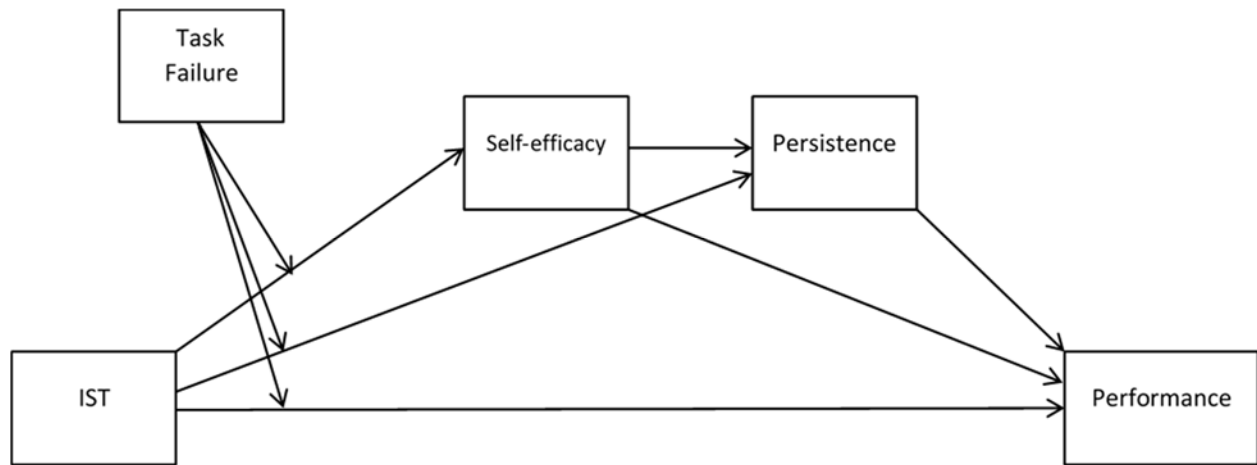 Task
Failure
Self-efficacy
Persistence
IST
Performance